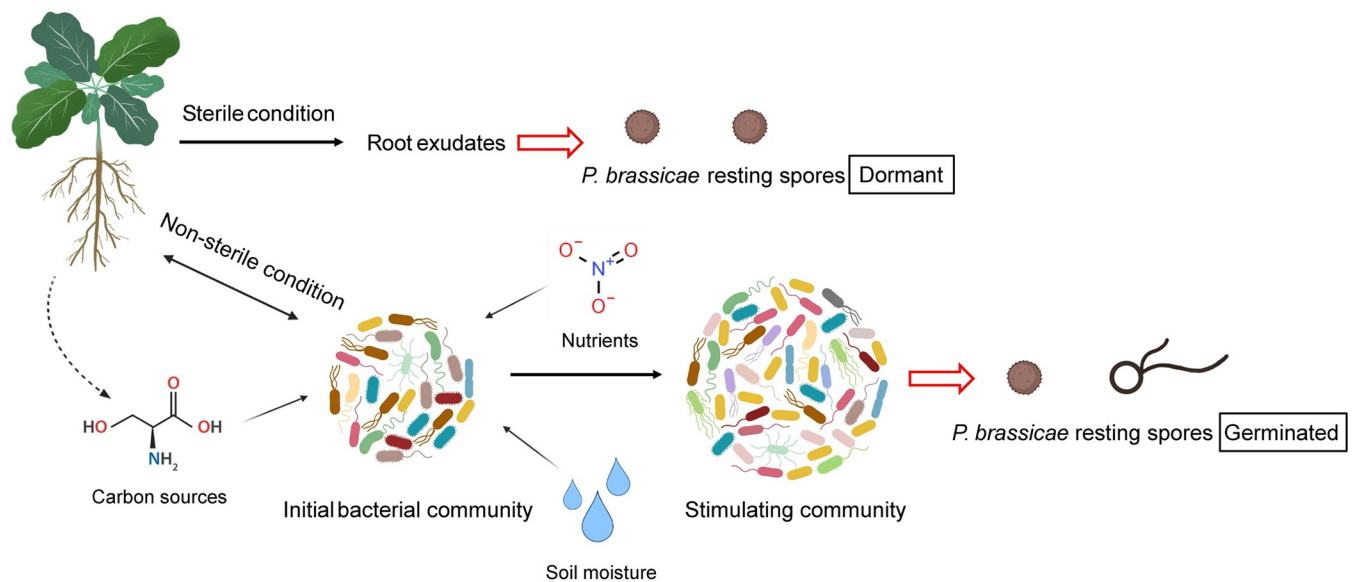 Sterile condition
Root exudates
P. brassicae resting spores Dormant
Non-sterile condition
O⁻ O
N⁺
O⁻
Nutrients
O
HO OH
NH₂
Carbon sources
Initial bacterial community
Soil moisture
Stimulating community
P. brassicae resting spores Germinated